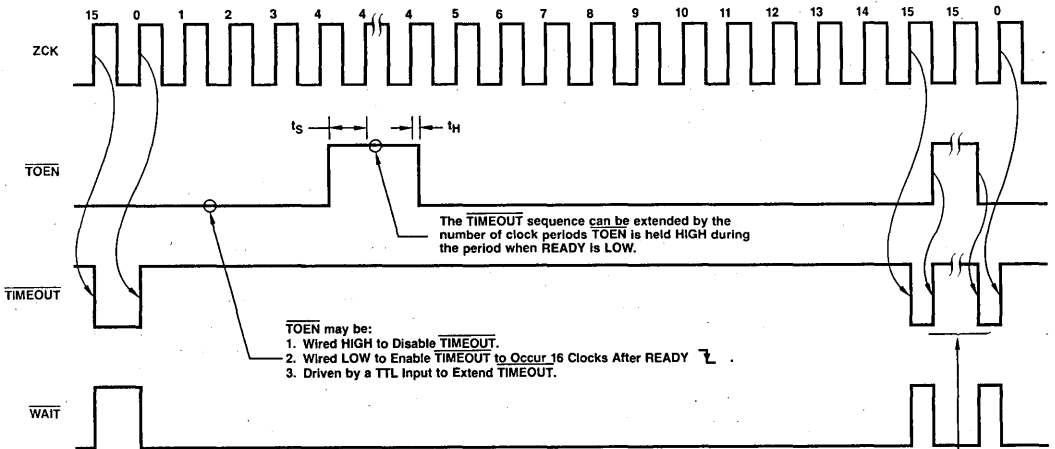 15 0 1 2 3 4 4 4 5 6 7 8 9 10 11 12 13 14 15 15 0
ZCK
tS tH
TOEN
The TIMEOUT sequence can be extended by the
number of clock periods TOEN is held HIGH during
the period when READY is LOW.
TIMEOUT
TOEN may be:
1. Wired HIGH to Disable TIMEOUT.
2. Wired LOW to Enable TIMEOUT to Occur 16 Clocks After READY .
3. Driven by a TTL Input to Extend TIMEOUT.
WAIT